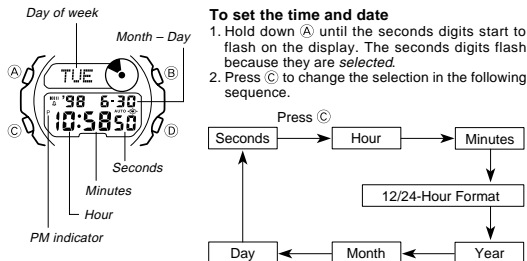 Day of week
Month – Day
A
B
C
D
TUE
'98 6-30
AUTO
P
10:58 50
Seconds
Minutes
Hour
PM indicator
To set the time and date
1. Hold down Ⓐ until the seconds digits start to
flash on the display. The seconds digits flash
because they are selected.
2. Press Ⓒ to change the selection in the following
sequence.
Press Ⓒ
Seconds Hour Minutes
12/24-Hour Format
Day Month Year